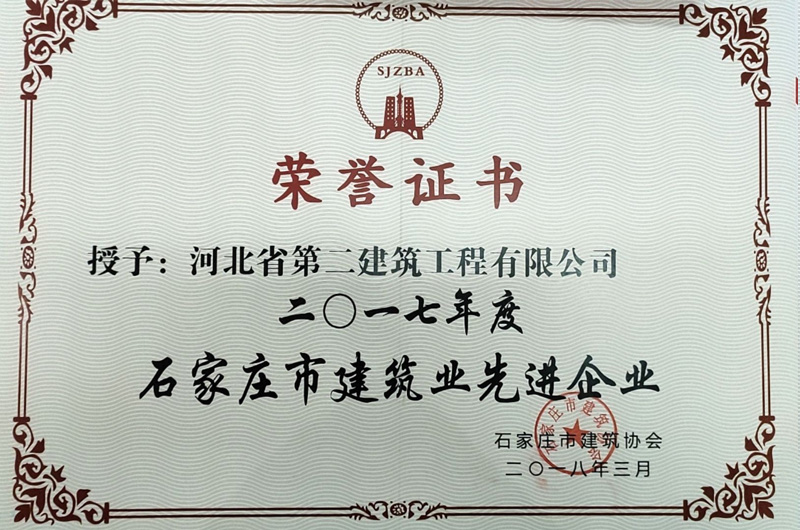 SJZBA
荣誉证书
授予：河北省第二建筑工程有限公司
二〇一七年度
石家庄市建筑业先进企业
石家庄市建筑协会
二〇一八年三月